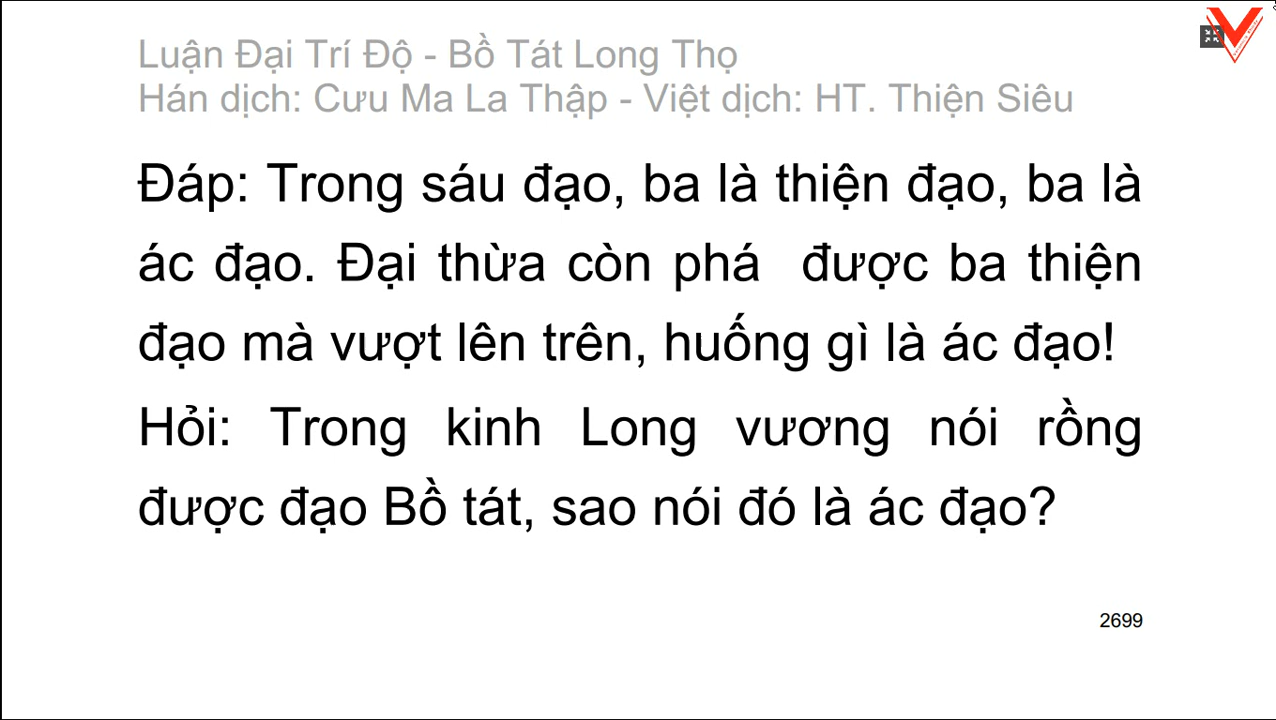 Luận Đại Trí Độ - Bồ Tát Long Thọ
Hán dịch: Cưu Ma La Thập - Việt dịch: HT. Thiện Siêu
Đáp: Trong sáu đạo, ba là thiện đạo, ba là
ác đạo. Đại thừa còn phá được ba thiện
đạo mà vượt lên trên, huống gì là ác đạo!
Hỏi: Trong kinh Long vương nói rồng
được đạo Bồ tát, sao nói đó là ác đạo?
2699